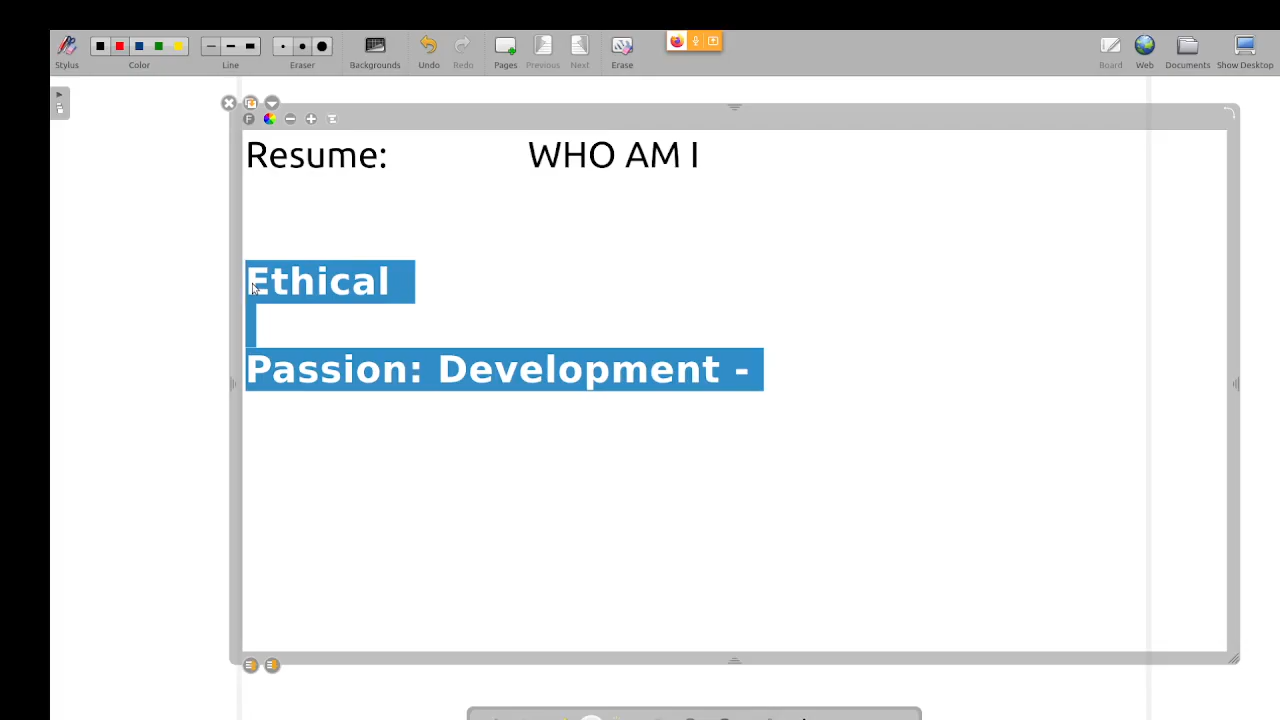 Stylus Color Line Eraser Backgrounds Undo Redo Pages Previous Next Erase Board Web Documents Show Desktop
F
Resume: WHO AM I
Ethical
Passion: Development -